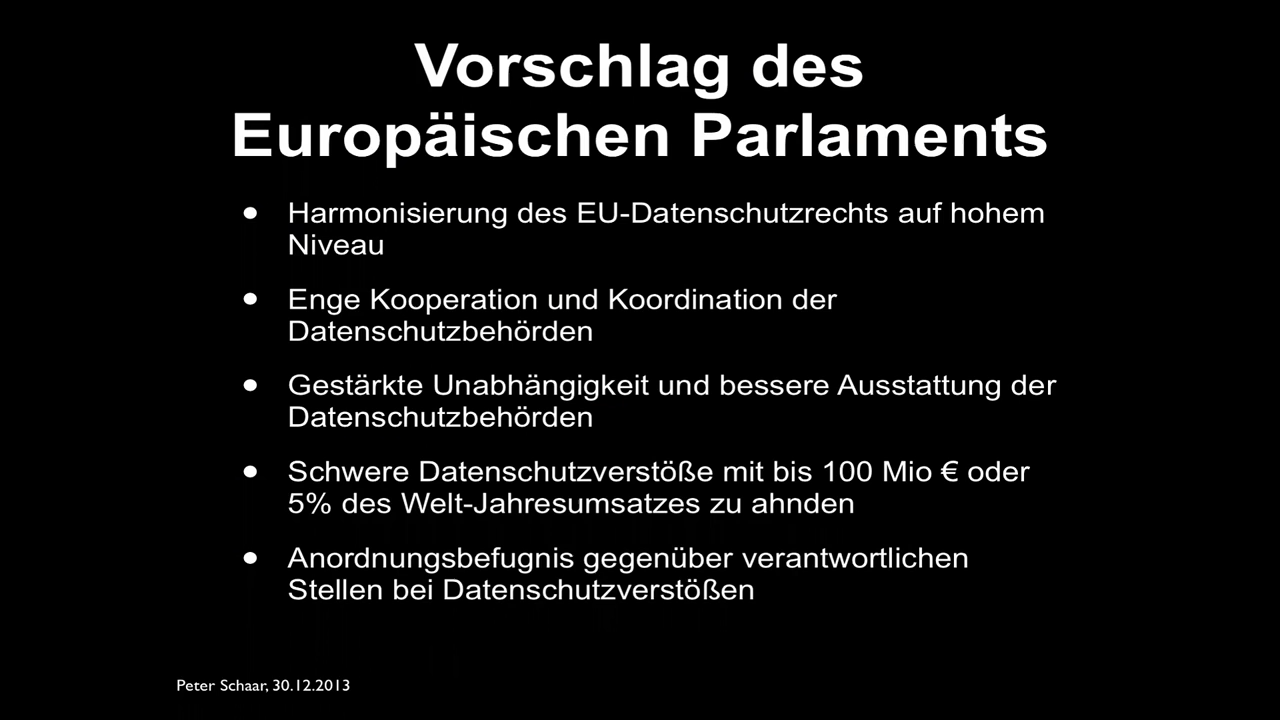 Vorschlag des
Europäischen Parlaments
• Harmonisierung des EU-Datenschutzrechts auf hohem
Niveau
• Enge Kooperation und Koordination der
Datenschutzbehörden
• Gestärkte Unabhängigkeit und bessere Ausstattung der
Datenschutzbehörden
• Schwere Datenschutzverstöße mit bis 100 Mio € oder
5% des Welt-Jahresumsatzes zu ahnden
• Anordnungsbefugnis gegenüber verantwortlichen
Stellen bei Datenschutzverstößen
Peter Schaar, 30.12.2013